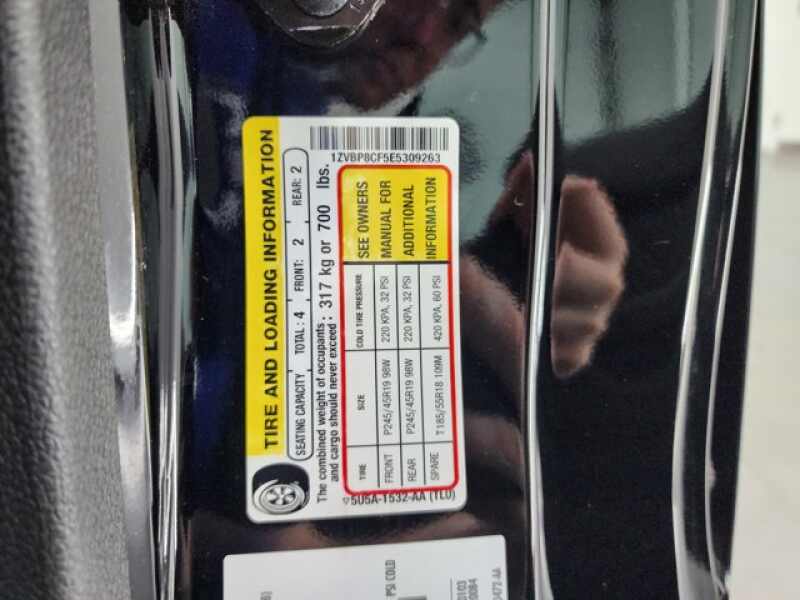 TIRE AND LOADING INFORMATION
SEATING CAPACITY TOTAL: 4 FRONT: 2 REAR: 2
The combined weight of occupants
and cargo should never exceed: 317 kg or 700 lbs.
TIRE SIZE COLD TIRE PRESSURE
FRONT P245/45R19 98W 220 KPA, 32 PSI
REAR P245/45R19 98W 220 KPA, 32 PSI
SPARE T185/55R18 109M 420 KPA, 60 PSI
SEE OWNERS
MANUAL FOR
ADDITIONAL
INFORMATION
5U5A-1532-AA (TLU)
1ZVBP8CF5E5309263
PSI COLD